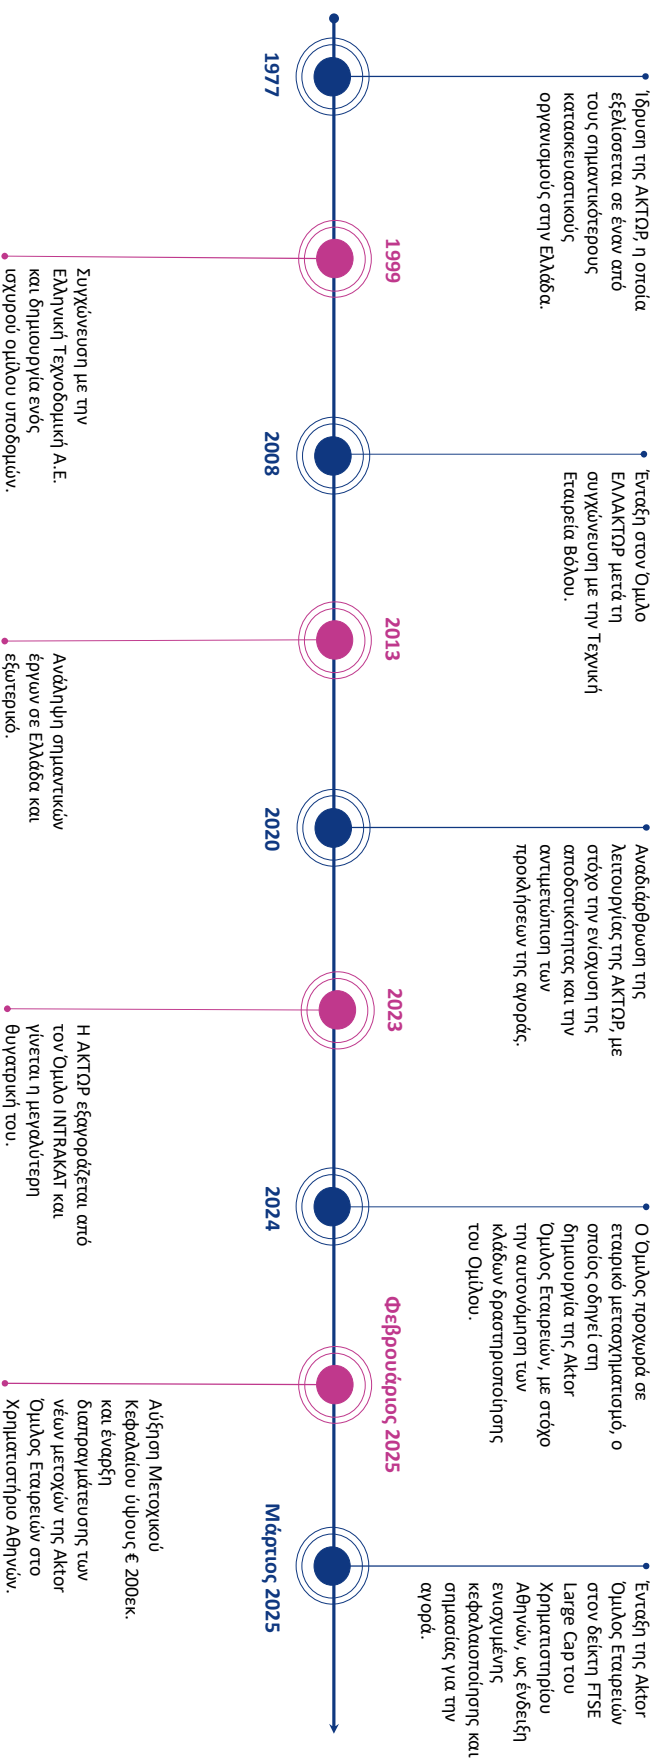 1977
Ίδρυση της ΑΚΤΩΡ, η οποία
εξελίσσεται σε έναν από
τους σημαντικότερους
κατασκευαστικούς
οργανισμούς στην Ελλάδα.
1999
Συγχώνευση με την
Ελληνική Τεχνοδομική Α.Ε.
και δημιουργία ενός
ισχυρού ομίλου υποδομών.
2008
Ένταξη στον Όμιλο
ΕΛΛΑΚΤΩΡ μετά τη
συγχώνευση με την Τεχνική
Εταιρεία Βόλου.
2013
Ανάληψη σημαντικών
έργων σε Ελλάδα και
εξωτερικό.
2020
Αναδιάρθρωση της
λειτουργίας της ΑΚΤΩΡ, με
στόχο την ενίσχυση της
αποδοτικότητας και την
αντιμετώπιση των
προκλήσεων της αγοράς.
2023
Η ΑΚΤΩΡ εξαγοράζεται από
τον Όμιλο INTRAKAT και
γίνεται η μεγαλύτερη
θυγατρική του.
2024
Ο Όμιλος προχωρά σε
εταιρικό μετασχηματισμό, ο
οποίος οδηγεί στη
δημιουργία της Aktor
Όμιλος Εταιρειών, με στόχο
την αυτονόμηση των
κλάδων δραστηριοποίησης
του Ομίλου.
Φεβρουάριος 2025
Αύξηση Μετοχικού
Κεφαλαίου ύψους € 200εκ.
και έναρξη
διαπραγμάτευσης των
νέων μετοχών της Aktor
Όμιλος Εταιρειών στο
Χρηματιστήριο Αθηνών.
Μάρτιος 2025
Ένταξη της Aktor
Όμιλος Εταιρειών
στον δείκτη FTSE
Large Cap του
Χρηματιστηρίου
Αθηνών, ως ένδειξη
ενισχυμένης
κεφαλαιοποίησης και
σημασίας για την
αγορά.